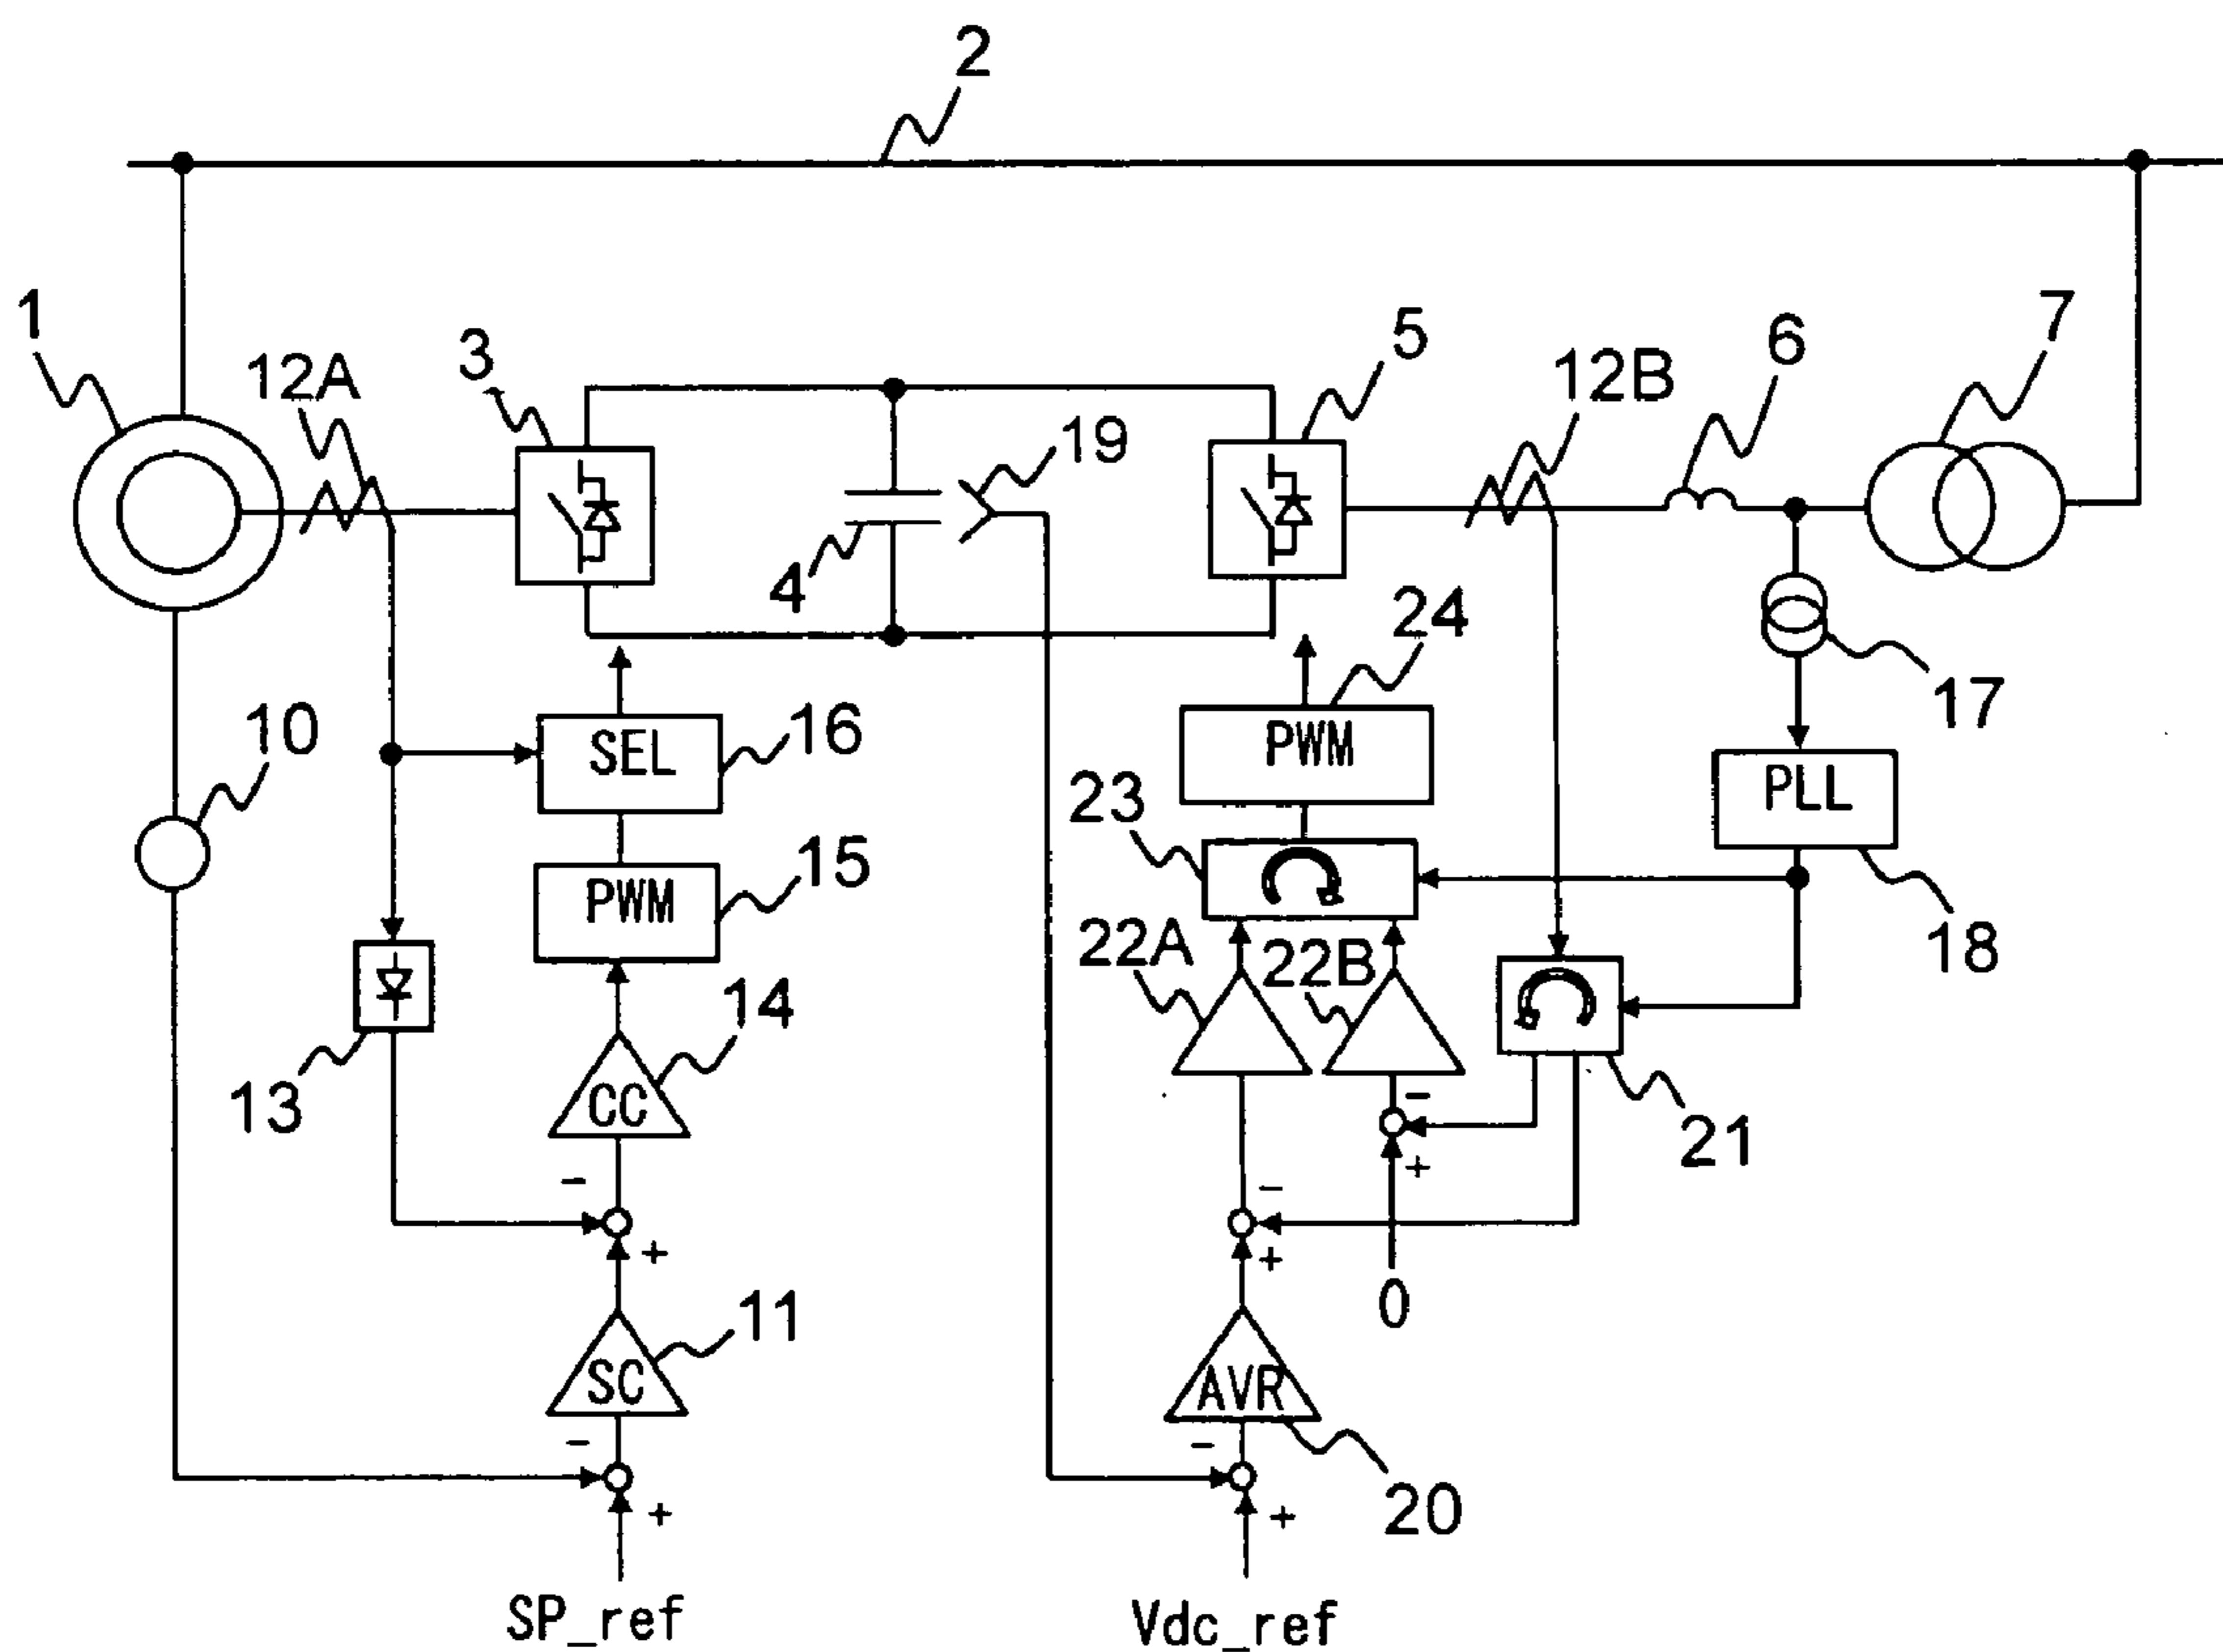 2
1
12A
3
5
12B
6
7
19
4
24
17
10
SEL
16
PWM
PLL
23
15
PWM
18
22A
22B
14
13
CC
21
-
+
-
+
-
+
0
11
SC
AVR
-
+
-
+
20
SP_ref
Vdc_ref